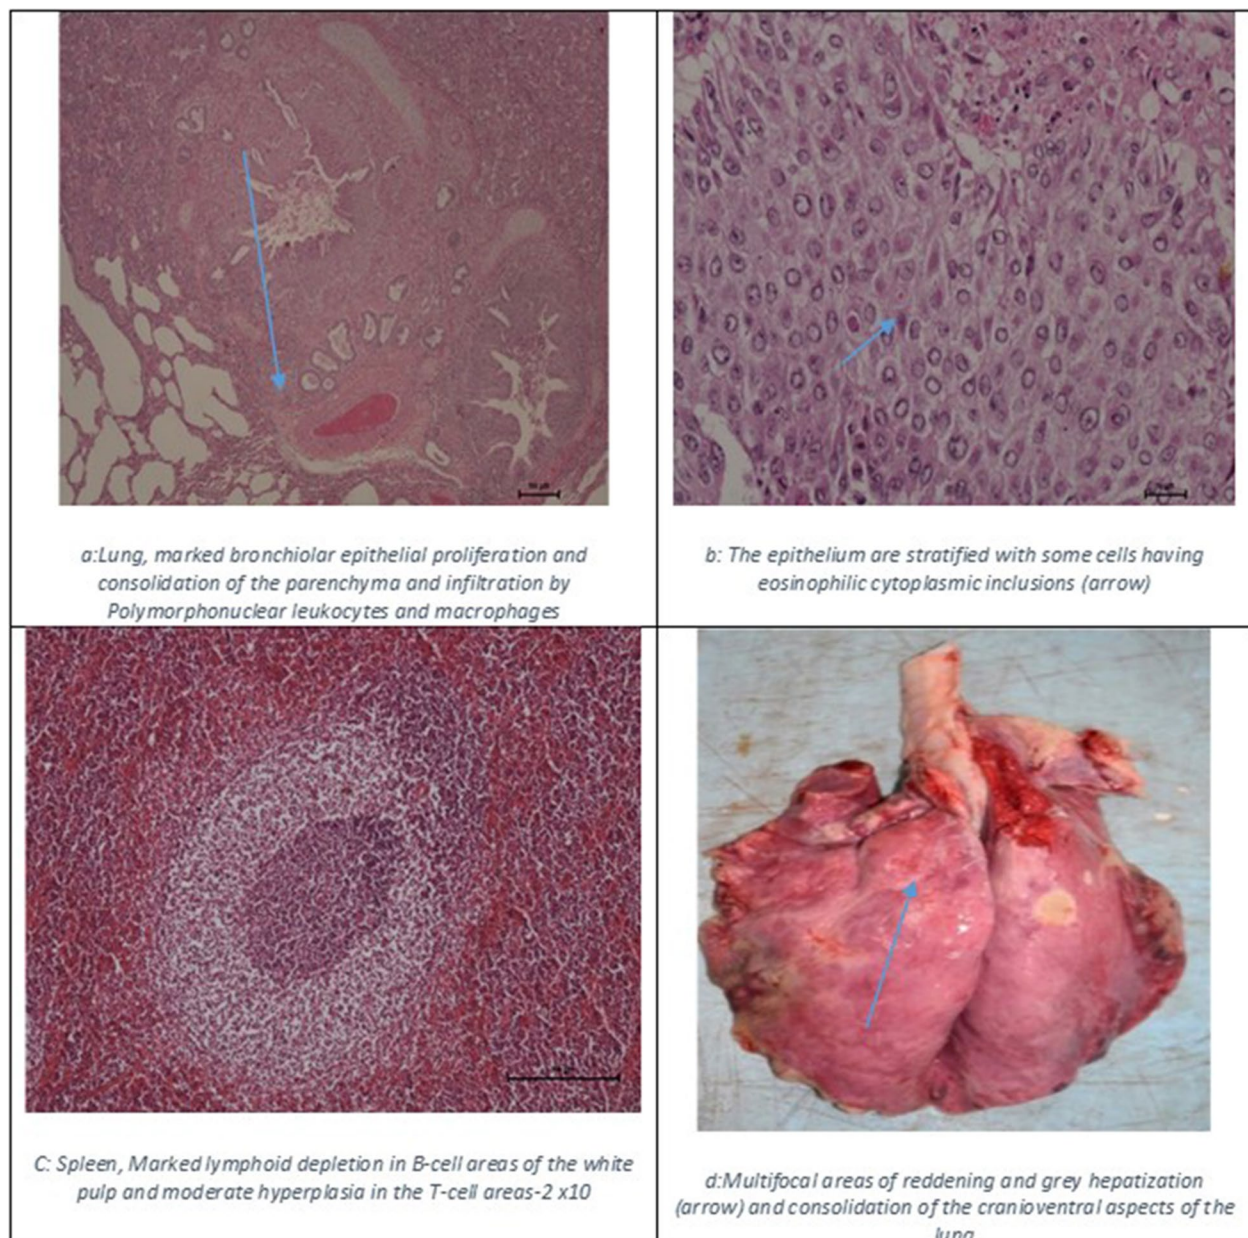 a:Lung, marked bronchiolar epithelial proliferation and
consolidation of the parenchyma and infiltration by
Polymorphonuclear leukocytes and macrophages
b: The epithelium are stratified with some cells having
eosinophilic cytoplasmic inclusions (arrow)
C: Spleen, Marked lymphoid depletion in B-cell areas of the white
pulp and moderate hyperplasia in the T-cell areas-2 x10
d:Multifocal areas of reddening and grey hepatization
(arrow) and consolidation of the cranioventral aspects of the
lung